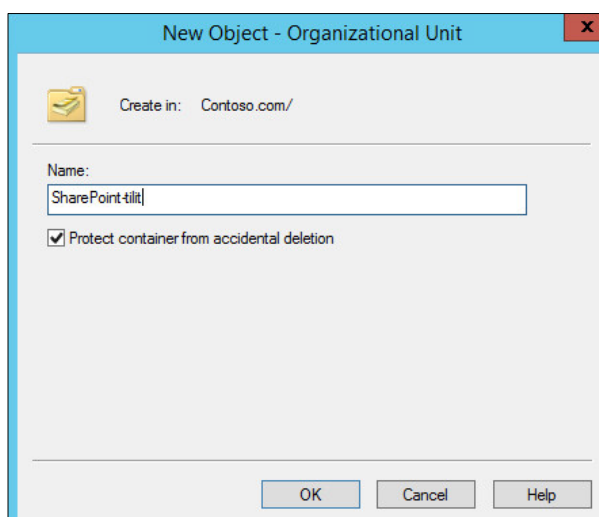 New Object - Organizational Unit
x
Create in: Contoso.com/
Name:
SharePoint-tilit
Protect container from accidental deletion
OK Cancel Help